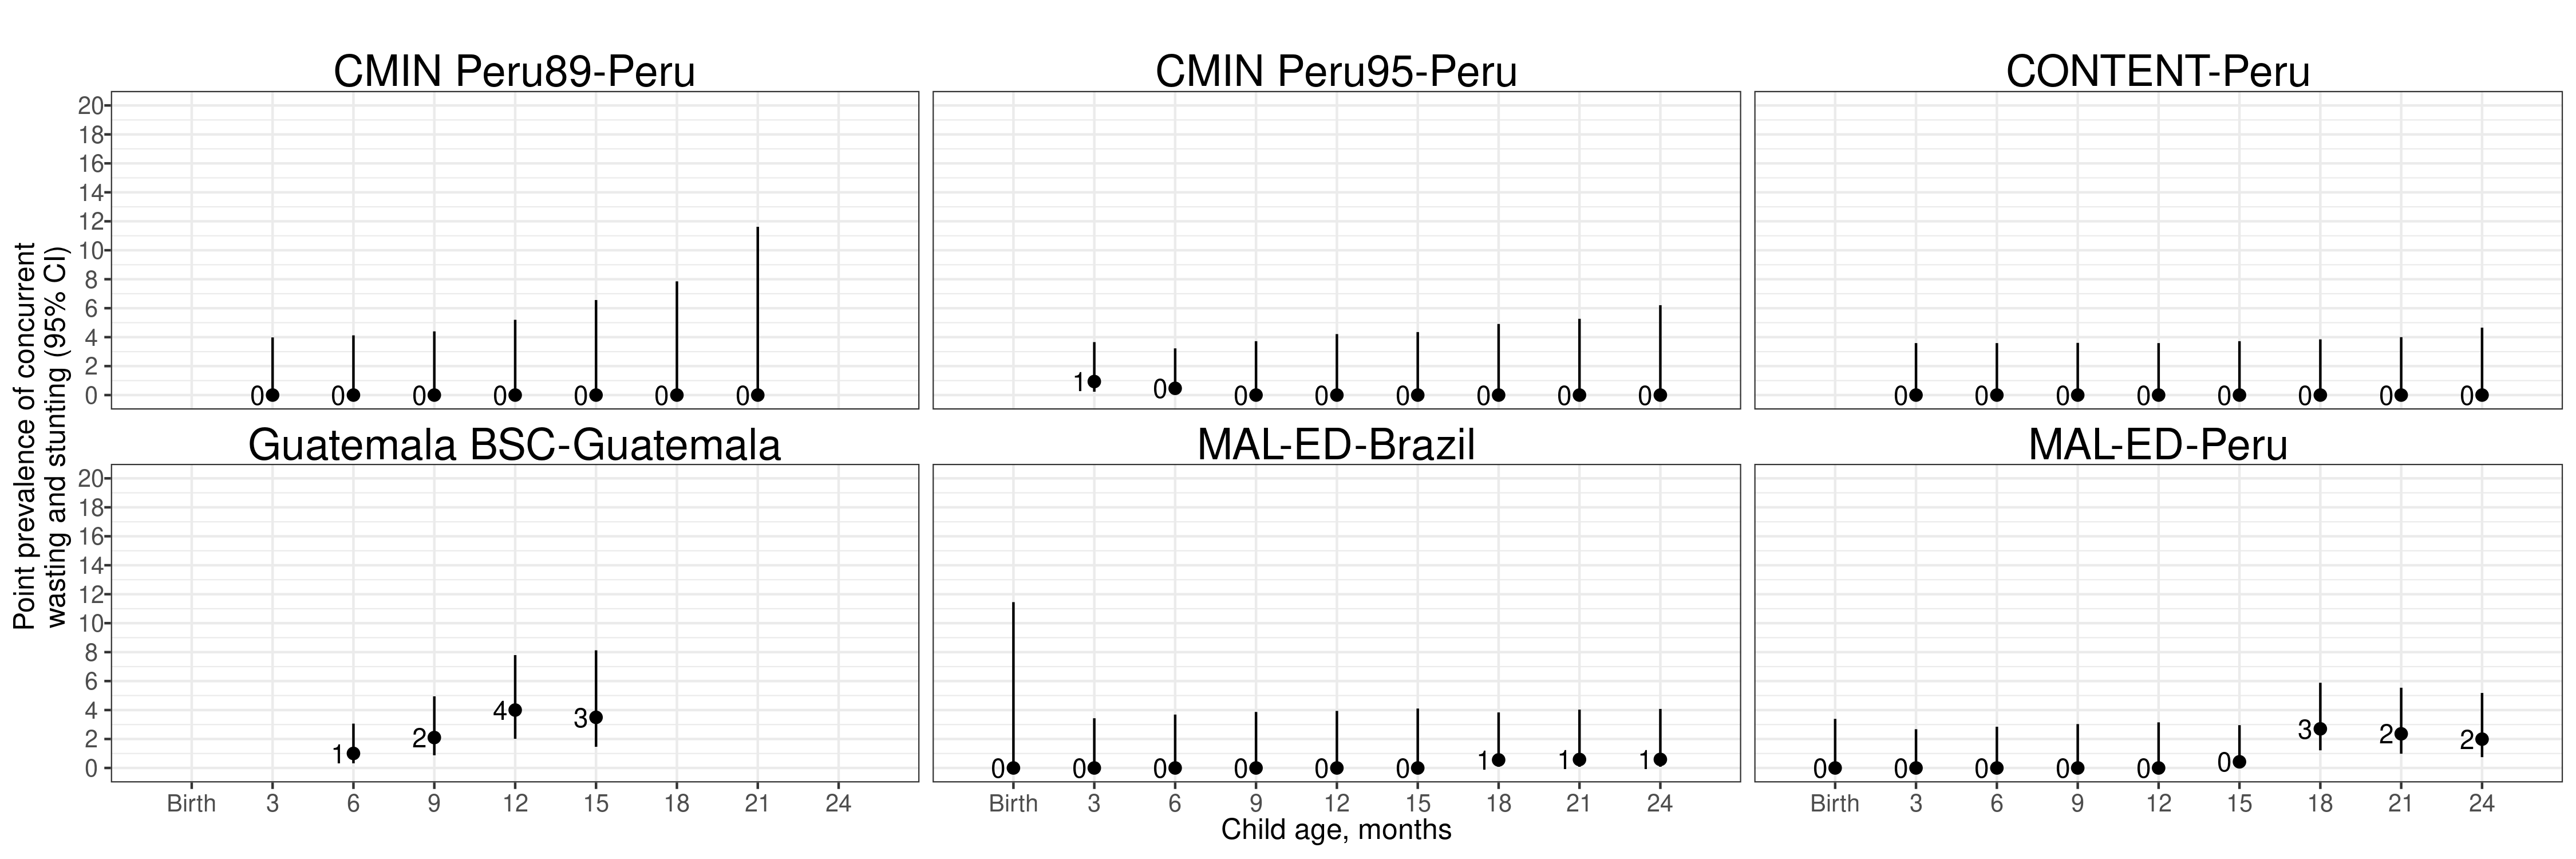 CMIN Peru89-Peru
CMIN Peru95-Peru
CONTENT-Peru
20
18
16
14
12
10
8
6
4
2
0
0 0 0 0 0 0 0
1 0 0 0 0 0 0 0
0 0 0 0 0 0 0 0
Guatemala BSC-Guatemala
MAL-ED-Brazil
MAL-ED-Peru
20
18
16
14
12
10
8
6
4
2
0
1 2 4 3
0 0 0 0 0 0 1 1 1
0 0 0 0 0 0 3 2 2
Birth 3 6 9 12 15 18 21 24
Birth 3 6 9 12 15 18 21 24
Birth 3 6 9 12 15 18 21 24
Child age, months
Point prevalence of concurrent
wasting and stunting (95% CI)